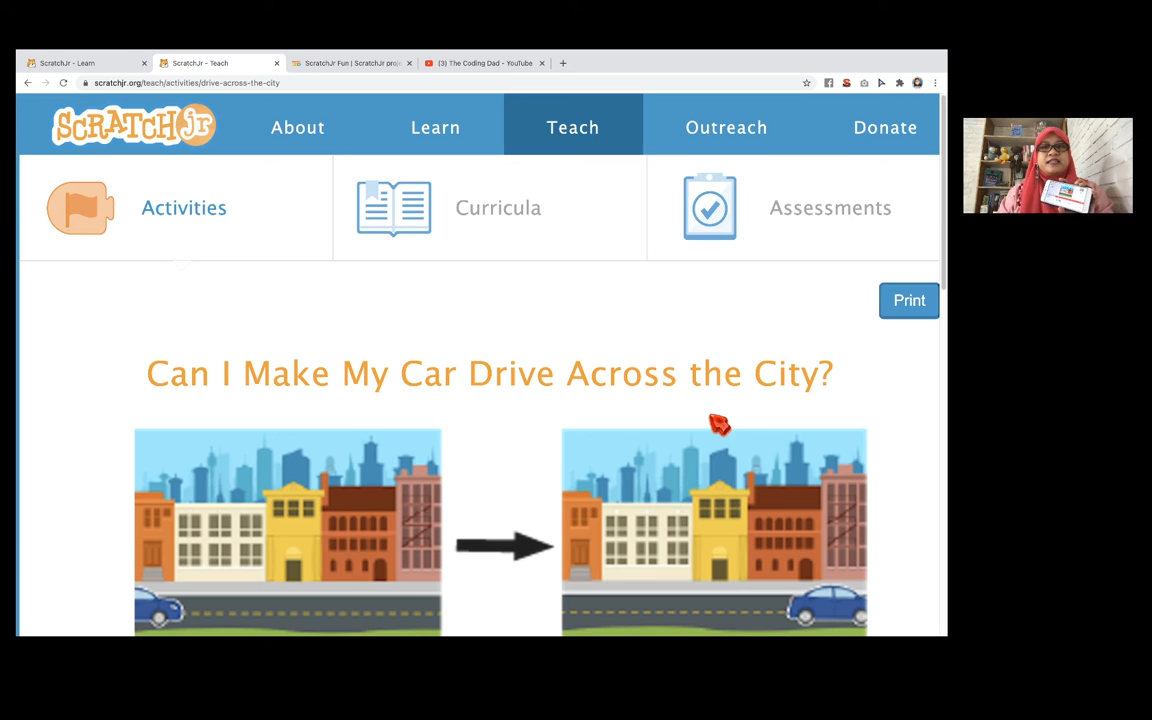 ScratchJr - Learn
ScratchJr - Teach
ScratchJr Fun | ScratchJr proj
(3) The Coding Dad - YouTube
scratchjr.org/teach/activities/drive-across-the-city
SCRATCH jr
About
Learn
Teach
Outreach
Donate
Activities
Curricula
Assessments
Print
Can I Make My Car Drive Across the City?